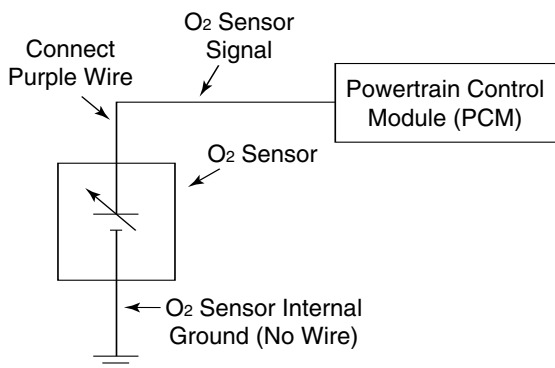 O2 Sensor
Signal
Connect
Purple Wire
Powertrain Control
Module (PCM)
O2 Sensor
O2 Sensor Internal
Ground (No Wire)